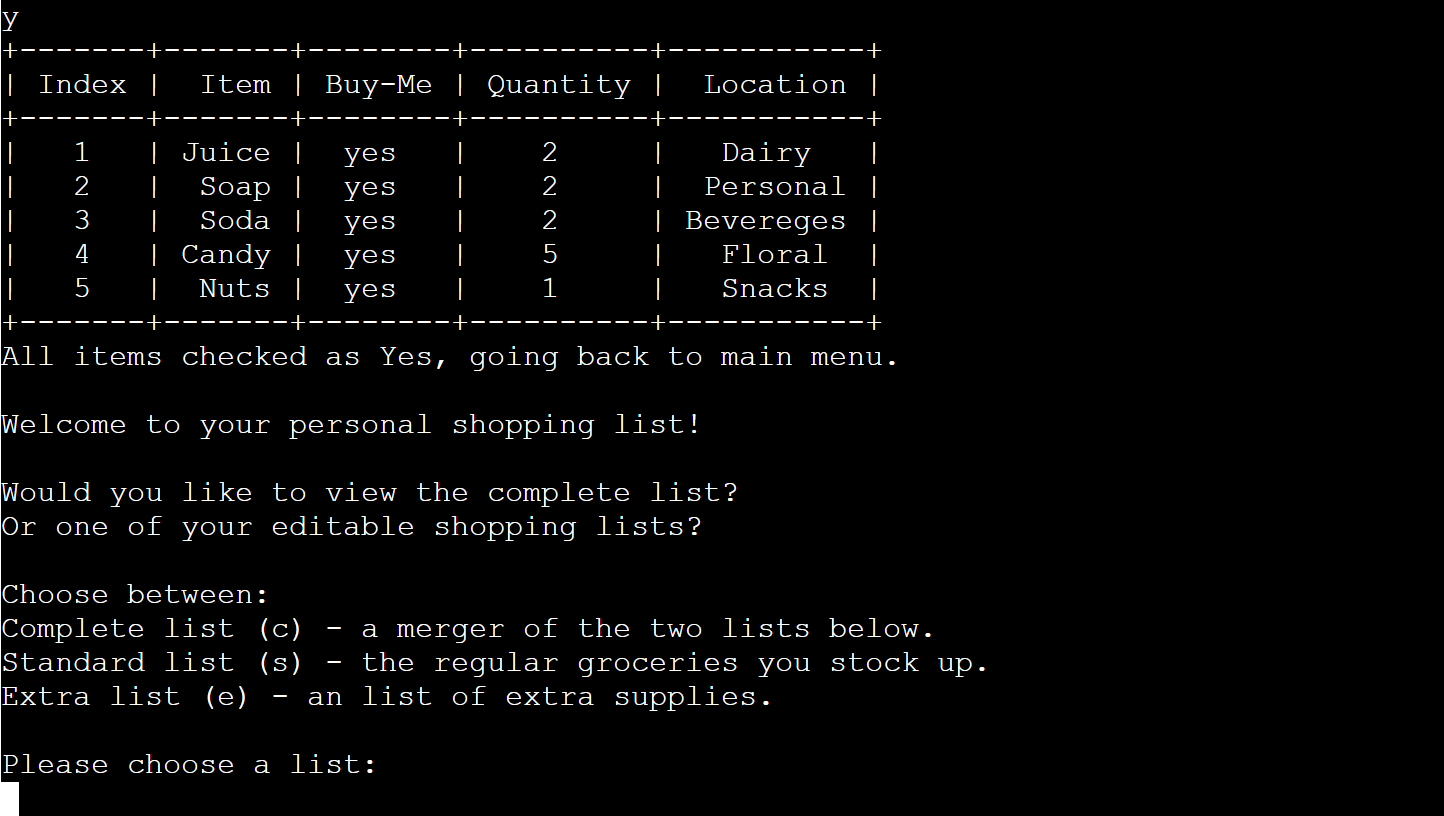 y
+-------+-------+--------+----------+-----------+
| Index |  Item | Buy-Me | Quantity |  Location |
+-------+-------+--------+----------+-----------+
|   1   | Juice |  yes   |    2     |   Dairy   |
|   2   |  Soap |  yes   |    2     |  Personal |
|   3   |  Soda |  yes   |    2     | Bevereges |
|   4   | Candy |  yes   |    5     |   Floral  |
|   5   |  Nuts |  yes   |    1     |   Snacks  |
+-------+-------+--------+----------+-----------+
All items checked as Yes, going back to main menu.
Welcome to your personal shopping list!
Would you like to view the complete list?
Or one of your editable shopping lists?
Choose between:
Complete list (c) - a merger of the two lists below.
Standard list (s) - the regular groceries you stock up.
Extra list (e) - an list of extra supplies.
Please choose a list: